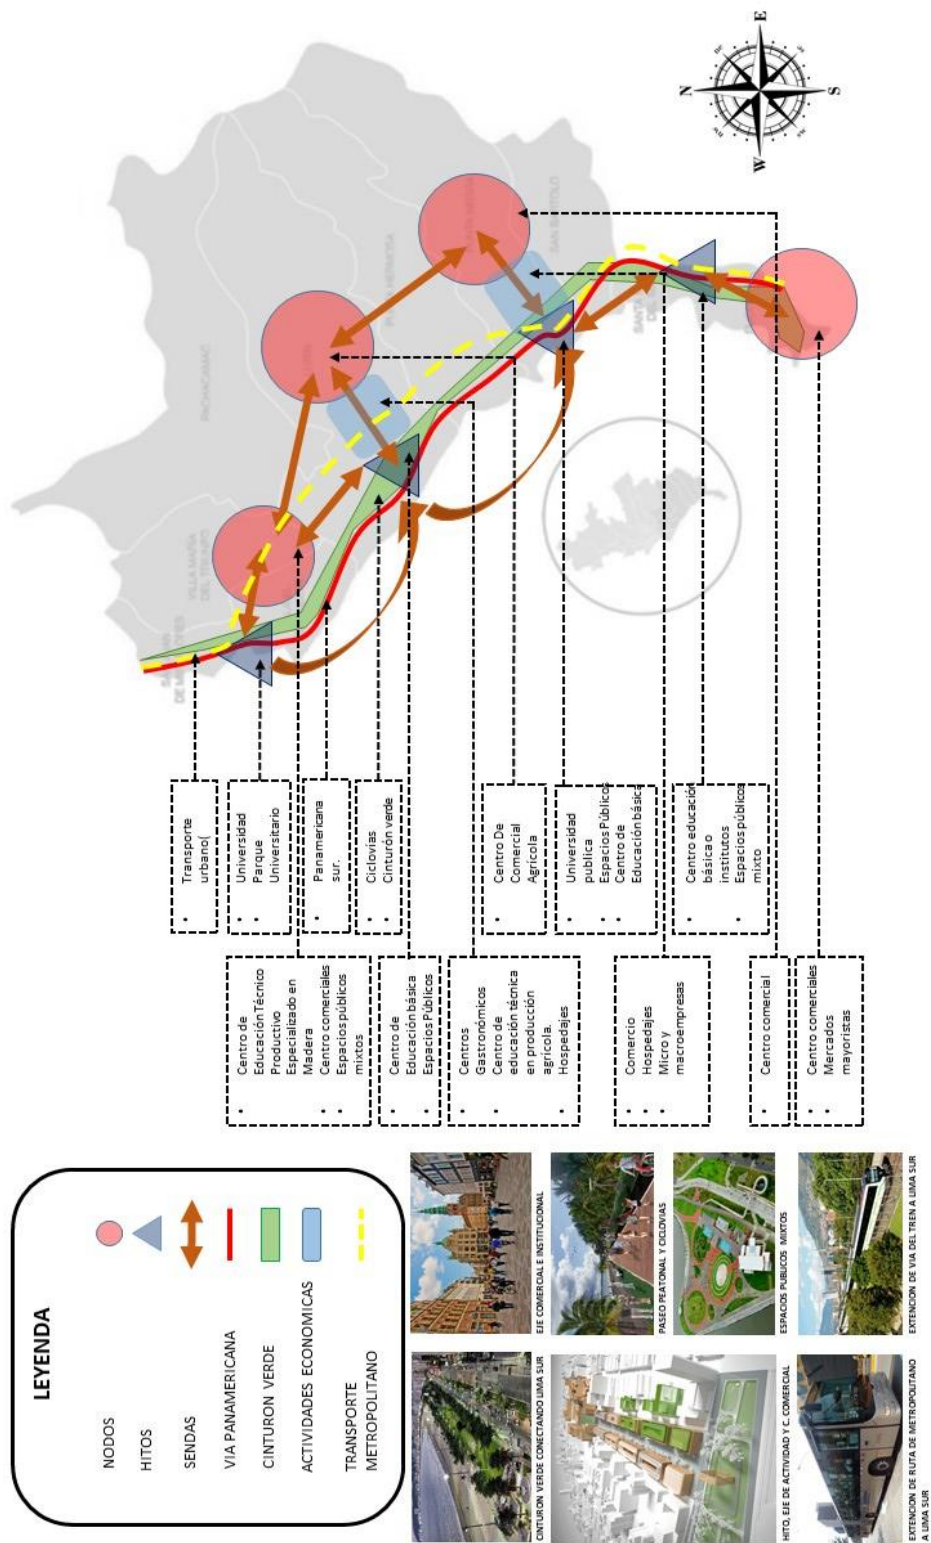 LEYENDA
NODOS
HITOS
SENDAS
VIA PANAMERICANA
CINTURON VERDE
ACTIVIDADES ECONOMICAS
TRANSPORTE
METROPOLITANO
CINTURON VERDE CONECTANDO LIMA SUR
EJE COMERCIAL E INSTITUCIONAL
PASEO PEATONAL Y CICLOVIAS
HITO, EJE DE ACTIVIDAD Y C. COMERCIAL
ESPACIOS PUBLICOS MIXTOS
EXTENCION DE RUTA DE METROPOLITANO
A LIMA SUR
EXTENCION DE VIA DEL TREN A LIMA SUR
• Centro de
Educación Técnico
Productivo
Especializado en
Madera
• Centro comerciales
• Espacios públicos
mixtos
• Centro de
Educación básica
• Espacios Públicos
• Centros
Gastronómicos
• Centro de
educación técnica
en producción
agrícola.
• Hospedajes
• Comercio
• Hospedajes
• Micro y
macroempresas
• Centro comercial
• Centro comerciales
• Mercados
mayoristas
• Transporte
urbano(
• Universidad
• Parque
Universitario
• Panamericana
sur.
• Ciclovias
• Cinturón verde
• Centro De
Comercial
Agrícola
• Universidad
publica
• Espacios Públicos
• Centro de
Educación básica
• Centro educación
básica o
institutos
• Espacios públicos
mixto
VILLA MARIA
DEL TRIUNFO
PACHACAMAC
SAN BARTOLO
N
E
S
W